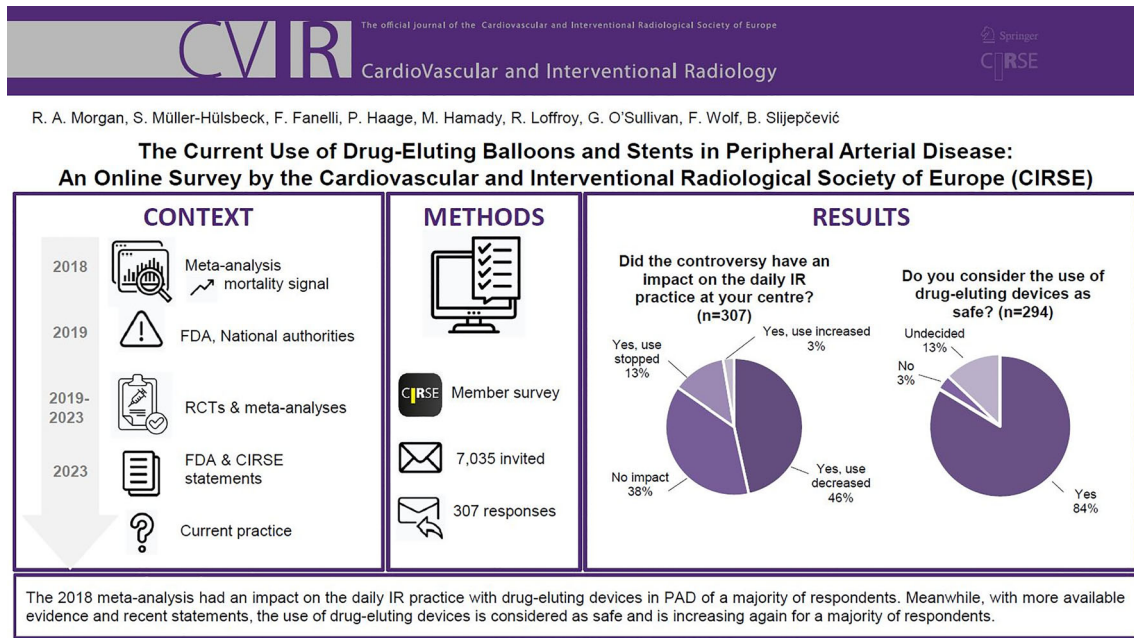 CVIR
The official journal of the Cardiovascular and Interventional Radiological Society of Europe
CardioVascular and Interventional Radiology
Springer
CIRSE
R. A. Morgan, S. Müller-Hülsbeck, F. Fanelli, P. Haage, M. Hamady, R. Loffroy, G. O'Sullivan, F. Wolf, B. Slijepčević
The Current Use of Drug-Eluting Balloons and Stents in Peripheral Arterial Disease:
An Online Survey by the Cardiovascular and Interventional Radiological Society of Europe (CIRSE)
CONTEXT
2018
Meta-analysis
mortality signal
2019
FDA, National authorities
2019-
2023
RCTs & meta-analyses
2023
FDA & CIRSE
statements
Current practice
METHODS
CIRSE
Member survey
7,035 invited
307 responses
RESULTS
Did the controversy have an
impact on the daily IR
practice at your centre?
(n=307)
Yes, use increased
3%
Yes, use
stopped
13%
No impact
38%
Yes, use
decreased
46%
Do you consider the use of
drug-eluting devices as
safe? (n=294)
Undecided
13%
No
3%
Yes
84%
The 2018 meta-analysis had an impact on the daily IR practice with drug-eluting devices in PAD of a majority of respondents. Meanwhile, with more available
evidence and recent statements, the use of drug-eluting devices is considered as safe and is increasing again for a majority of respondents.